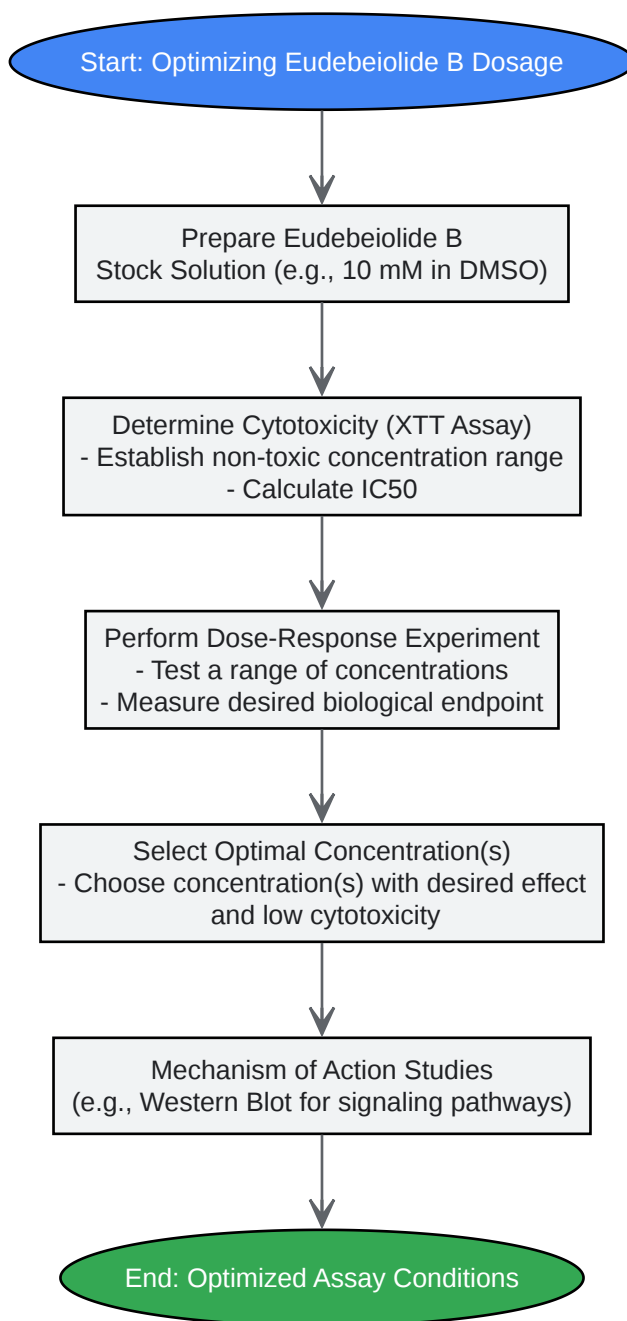 Start: Optimizing Eudebeiolide B Dosage
Prepare Eudebeiolide B
Stock Solution (e.g., 10 mM in DMSO)
Determine Cytotoxicity (XTT Assay)
- Establish non-toxic concentration range
- Calculate IC50
Perform Dose-Response Experiment
- Test a range of concentrations
- Measure desired biological endpoint
Select Optimal Concentration(s)
- Choose concentration(s) with desired effect
and low cytotoxicity
Mechanism of Action Studies
(e.g., Western Blot for signaling pathways)
End: Optimized Assay Conditions